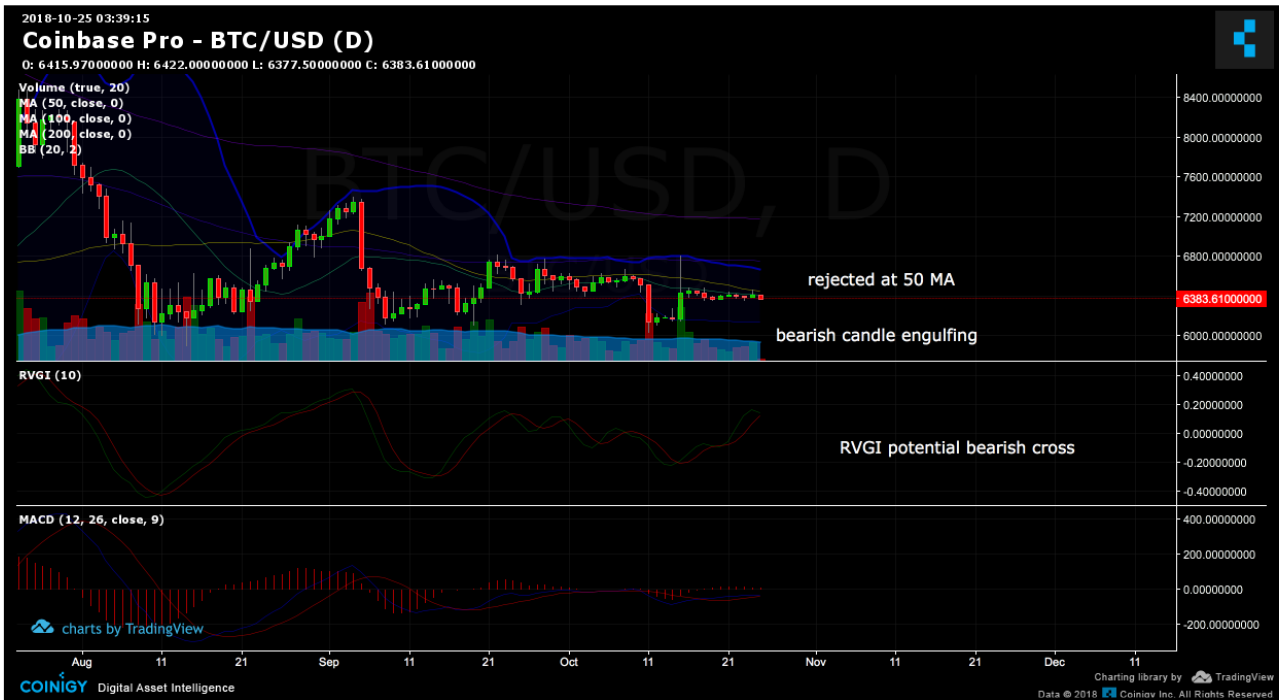 2018-10-25 03:39:15
Coinbase Pro - BTC/USD (D)
O: 6415.97000000 H: 6422.00000000 L: 6377.50000000 C: 6383.61000000
Volume (true, 20)
MA (50, close, 0)
MA (100, close, 0)
MA (200, close, 0)
BB (20, 2)
BTC/USD, D
8400.00000000
8000.00000000
7600.00000000
7200.00000000
6800.00000000
rejected at 50 MA
6383.61000000
bearish candle engulfing
6000.00000000
RVGI (10)
0.40000000
0.20000000
0.00000000
RVGI potential bearish cross
-0.20000000
-0.40000000
MACD (12, 26, close, 9)
400.00000000
200.00000000
0.00000000
-200.00000000
charts by TradingView
Aug 11 21 Sep 11 21 Oct 11 21 Nov 11 21 Dec 11
Charting library by TradingView
COINIGY Digital Asset Intelligence
Data © 2018 Coinigy Inc. All Rights Reserved